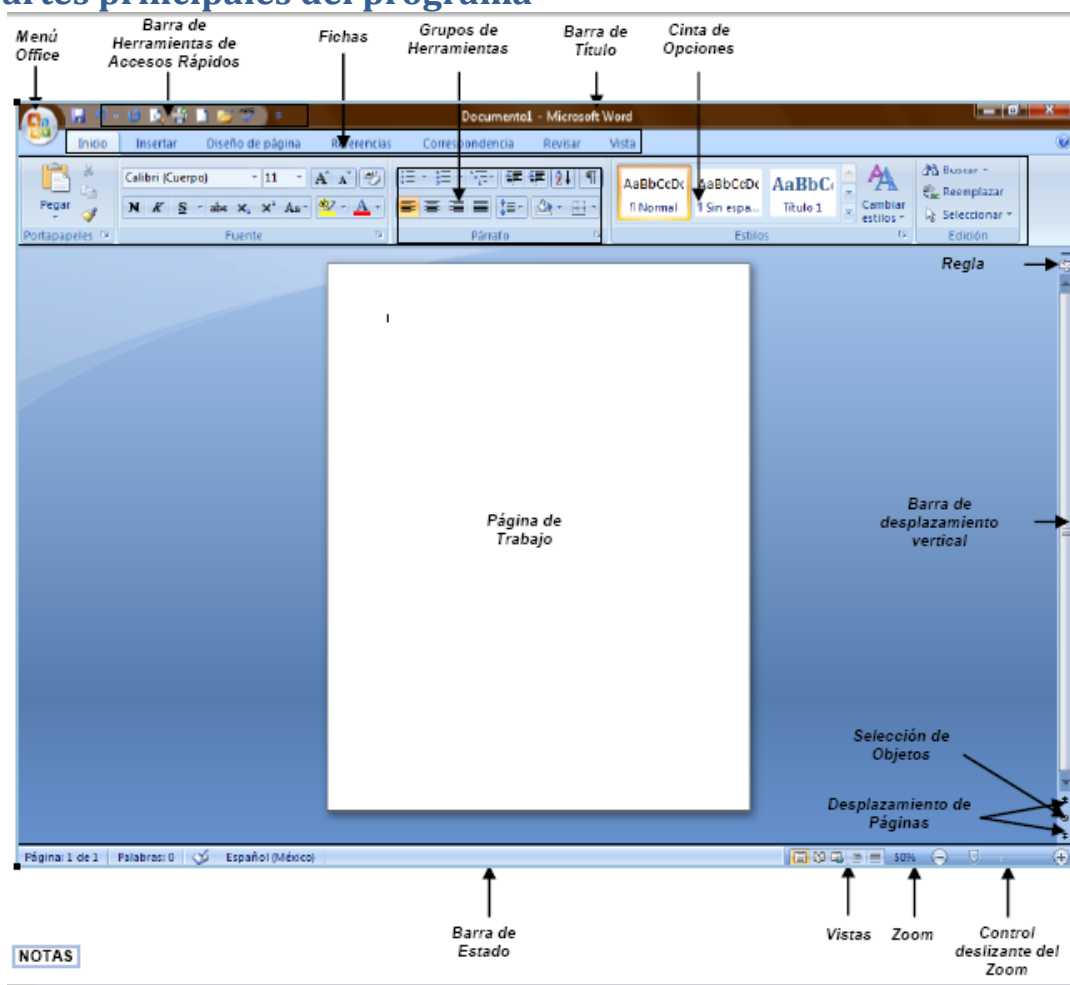 artes principales del programa
Menú
Office
Barra de
Herramientas de
Accesos Rápidos
Fichas
Grupos de
Herramientas
Barra de
Título
Cinta de
Opciones
Documento1 - Microsoft Word
Inicio Insertar Diseño de página Referencias Correspondencia Revisar Vista
Pegar
Calibri (Cuerpo) 11
N K S abc x, x² Aa A
AaBbCcDc AaBbCcDc AaBbCc
¶ Normal ¶ Sin espa... Título 1
Cambiar
estilos
Buscar
Reemplazar
Seleccionar
Portapapeles Fuente Párrafo Estilos Edición
Regla
Página de
Trabajo
Barra de
desplazamiento
vertical
Selección de
Objetos
Desplazamiento de
Páginas
Página: 1 de 1 Palabras: 0 Español (México) 50%
Barra de
Estado
Vistas
Zoom
Control
deslizante del
Zoom
NOTAS